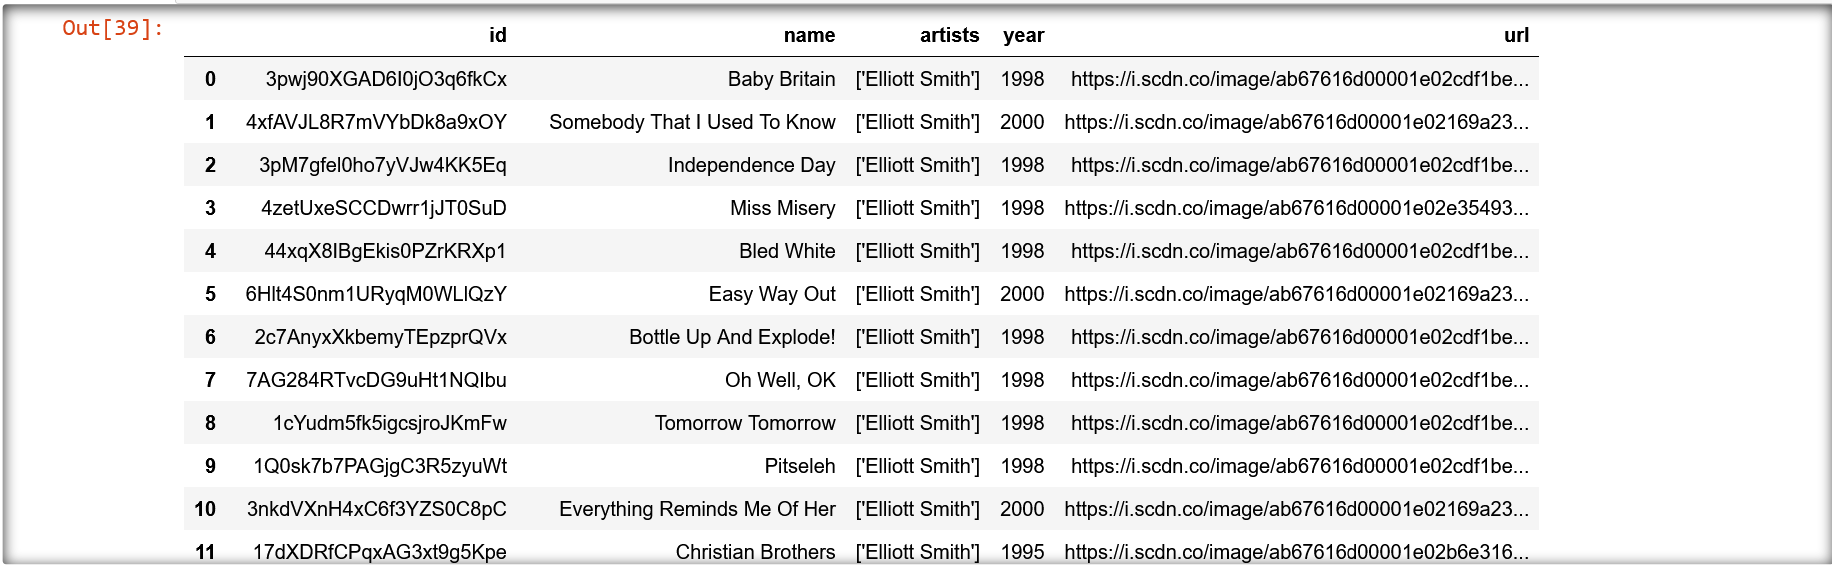 Out[39]:
id name artists year url
0 3pwj90XGAD6I0jO3q6fkCx Baby Britain ['Elliott Smith'] 1998 https://i.scdn.co/image/ab67616d00001e02cdf1be...
1 4xfAVJL8R7mVYbDk8a9xOY Somebody That I Used To Know ['Elliott Smith'] 2000 https://i.scdn.co/image/ab67616d00001e02169a23...
2 3pM7gfel0ho7yVJw4KK5Eq Independence Day ['Elliott Smith'] 1998 https://i.scdn.co/image/ab67616d00001e02cdf1be...
3 4zetUxeSCCDwrr1jJT0SuD Miss Misery ['Elliott Smith'] 1998 https://i.scdn.co/image/ab67616d00001e02e35493...
4 44xqX8IBgEkis0PZrKRXp1 Bled White ['Elliott Smith'] 1998 https://i.scdn.co/image/ab67616d00001e02cdf1be...
5 6Hlt4S0nm1URyqM0WLlQzY Easy Way Out ['Elliott Smith'] 2000 https://i.scdn.co/image/ab67616d00001e02169a23...
6 2c7AnyxXkbemyTEpzprQVx Bottle Up And Explode! ['Elliott Smith'] 1998 https://i.scdn.co/image/ab67616d00001e02cdf1be...
7 7AG284RTvcDG9uHt1NQIbu Oh Well, OK ['Elliott Smith'] 1998 https://i.scdn.co/image/ab67616d00001e02cdf1be...
8 1cYudm5fk5igcsjroJKmFw Tomorrow Tomorrow ['Elliott Smith'] 1998 https://i.scdn.co/image/ab67616d00001e02cdf1be...
9 1Q0sk7b7PAGjgC3R5zyuWt Pitseleh ['Elliott Smith'] 1998 https://i.scdn.co/image/ab67616d00001e02cdf1be...
10 3nkdVXnH4xC6f3YZS0C8pC Everything Reminds Me Of Her ['Elliott Smith'] 2000 https://i.scdn.co/image/ab67616d00001e02169a23...
11 17dXDRfCPqxAG3xt9g5Kpe Christian Brothers ['Elliott Smith'] 1995 https://i.scdn.co/image/ab67616d00001e02b6e316...